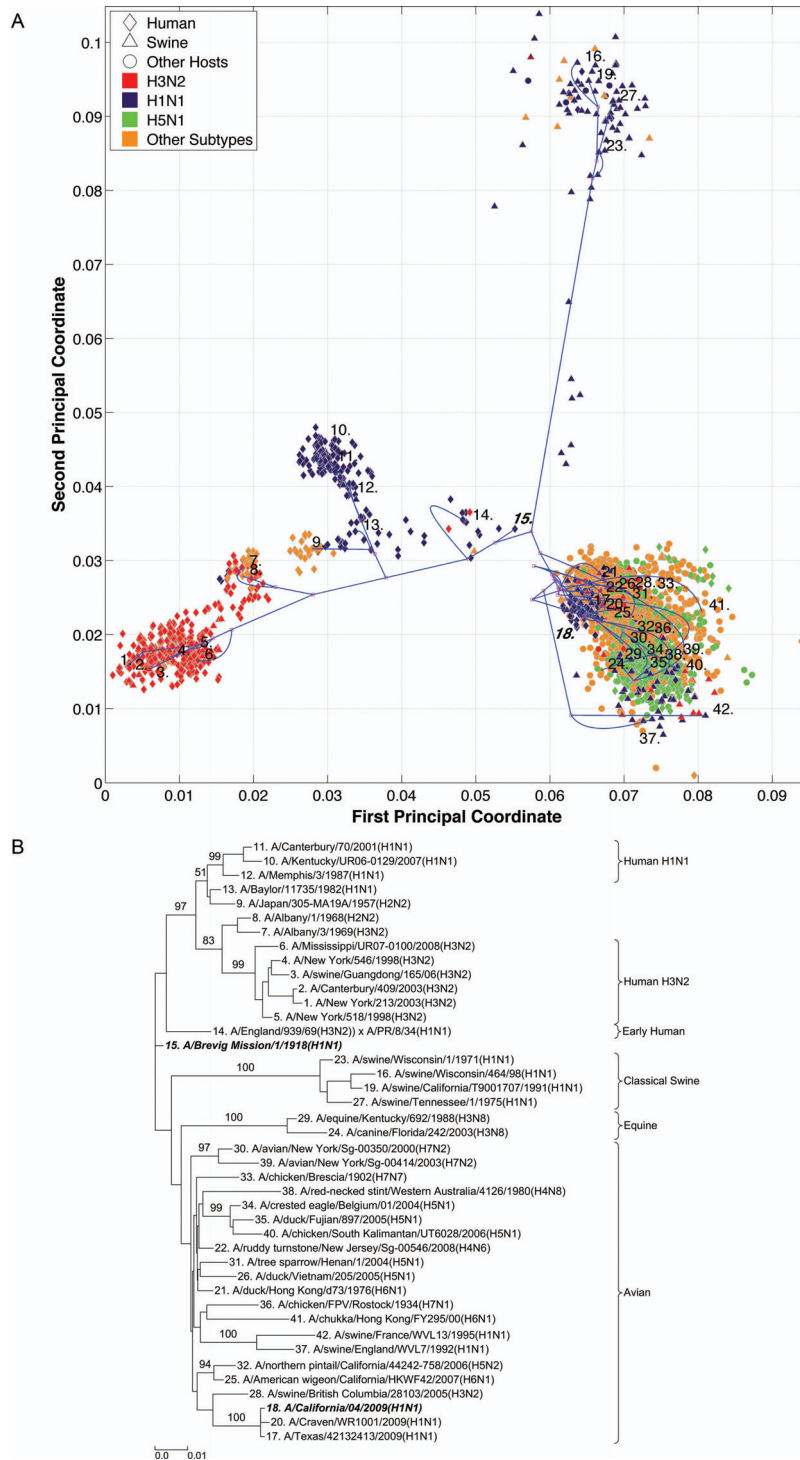 A
Human
Swine
Other Hosts
H3N2
H1N1
H5N1
Other Subtypes
Second Principal Coordinate
0.1
0.09
0.08
0.07
0.06
0.05
0.04
0.03
0.02
0.01
0
16.
19.
27.
23.
10.
11.
12.
13.
9.
14.
15.
7.
8.
5.
4.
6.
1.
2.
3.
21.
26.
28.
33.
22.
31.
17.
20.
25.
41.
18.
32.
36.
30.
29.
34.
39.
38.
24.
35.
40.
42.
37.
0
0.01
0.02
0.03
0.04
0.05
0.06
0.07
0.08
0.09
First Principal Coordinate
B
11. A/Canterbury/70/2001(H1N1)
99
10. A/Kentucky/UR06-0129/2007(H1N1)
Human H1N1
51
12. A/Memphis/3/1987(H1N1)
13. A/Baylor/11735/1982(H1N1)
97
9. A/Japan/305-MA19A/1957(H2N2)
8. A/Albany/1/1968(H2N2)
83
7. A/Albany/3/1969(H3N2)
6. A/Mississippi/UR07-0100/2008(H3N2)
99
4. A/New York/546/1998(H3N2)
3. A/swine/Guangdong/165/06(H3N2)
Human H3N2
2. A/Canterbury/409/2003(H3N2)
1. A/New York/213/2003(H3N2)
5. A/New York/518/1998(H3N2)
14. A/England/939/69(H3N2)) x A/PR/8/34(H1N1)
Early Human
15. A/Brevig Mission/1/1918(H1N1)
23. A/swine/Wisconsin/1/1971(H1N1)
100
16. A/swine/Wisconsin/464/98(H1N1)
Classical Swine
19. A/swine/California/T9001707/1991(H1N1)
27. A/swine/Tennessee/1/1975(H1N1)
100
29. A/equine/Kentucky/692/1988(H3N8)
Equine
24. A/canine/Florida/242/2003(H3N8)
97
30. A/avian/New York/Sg-00350/2000(H7N2)
39. A/avian/New York/Sg-00414/2003(H7N2)
33. A/chicken/Brescia/1902(H7N7)
38. A/red-necked stint/Western Australia/4126/1980(H4N8)
99
34. A/crested eagle/Belgium/01/2004(H5N1)
35. A/duck/Fujian/897/2005(H5N1)
40. A/chicken/South Kalimantan/UT6028/2006(H5N1)
22. A/ruddy turnstone/New Jersey/Sg-00546/2008(H4N6)
31. A/tree sparrow/Henan/1/2004(H5N1)
26. A/duck/Vietnam/205/2005(H5N1)
21. A/duck/Hong Kong/d73/1976(H6N1)
Avian
36. A/chicken/FPV/Rostock/1934(H7N1)
41. A/chukka/Hong Kong/FY295/00(H6N1)
100
42. A/swine/France/WVL13/1995(H1N1)
37. A/swine/England/WVL7/1992(H1N1)
94
32. A/northern pintail/California/44242-758/2006(H5N2)
25. A/American wigeon/California/HKWF42/2007(H6N1)
28. A/swine/British Columbia/28103/2005(H3N2)
18. A/California/04/2009(H1N1)
100
20. A/Craven/WR1001/2009(H1N1)
17. A/Texas/42132413/2009(H1N1)
0.0 0.01